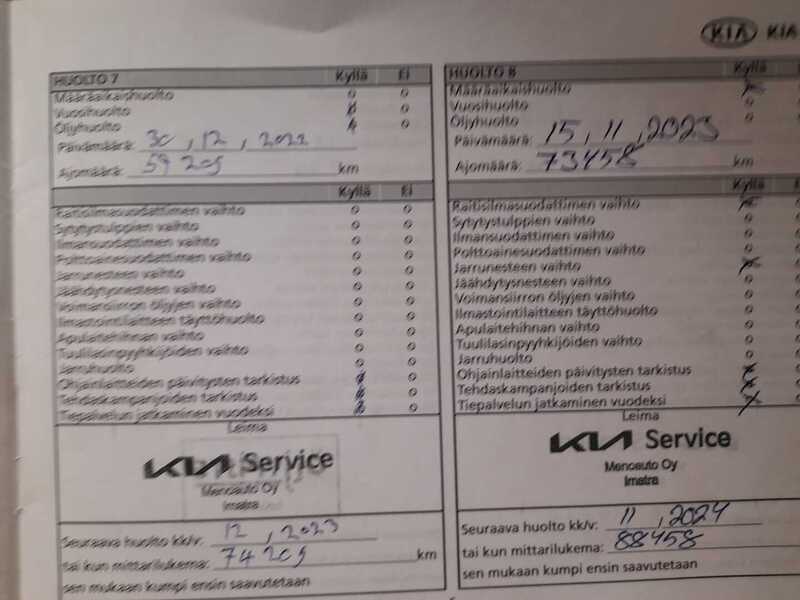 KIA KIA
HUOLTO 7 Kyllä Ei
Määräaikaishuolto o o
Vuosihuolto x o
Öljyhuolto x o
Päivämäärä: 30, 12, 2022
Ajomäärä: 59205 km
Kyllä Ei
Raitisilmasuodattimen vaihto o o
Sytytystulppien vaihto o o
Ilmansuodattimen vaihto o o
Polttoainesuodattimen vaihto o o
Jarrunesteen vaihto o o
Jäähdytysnesteen vaihto o o
Voimansiirron öljyjen vaihto o o
Ilmastointilaitteen täyttöhuolto o o
Apulaitehihnan vaihto o o
Tuulilasinpyyhkijöiden vaihto o o
Jarruhuolto o o
Ohjainlaitteiden päivitysten tarkistus x o
Tehdaskampanjoiden tarkistus x o
Tiepalvelun jatkaminen vuodeksi x o
Leima
KIA Service
Menoauto Oy
Imatra
Seuraava huolto kk/v: 12, 2023
tai kun mittarilukema: 74205 km
sen mukaan kumpi ensin saavutetaan
HUOLTO 8 Kyllä
Määräaikaishuolto x
Vuosihuolto o
Öljyhuolto o
Päivämäärä: 15, 11, 2023
Ajomäärä: 73458 km
Kyllä
Raitisilmasuodattimen vaihto x
Sytytystulppien vaihto o
Ilmansuodattimen vaihto o
Polttoainesuodattimen vaihto o
Jarrunesteen vaihto x
Jäähdytysnesteen vaihto o
Voimansiirron öljyjen vaihto o
Ilmastointilaitteen täyttöhuolto o
Apulaitehihnan vaihto o
Tuulilasinpyyhkijöiden vaihto o
Jarruhuolto o
Ohjainlaitteiden päivitysten tarkistus x
Tehdaskampanjoiden tarkistus x
Tiepalvelun jatkaminen vuodeksi x
Leima
KIA Service
Menoauto Oy
Imatra
Seuraava huolto kk/v: 11, 2024
tai kun mittarilukema: 88458
sen mukaan kumpi ensin saavutetaan